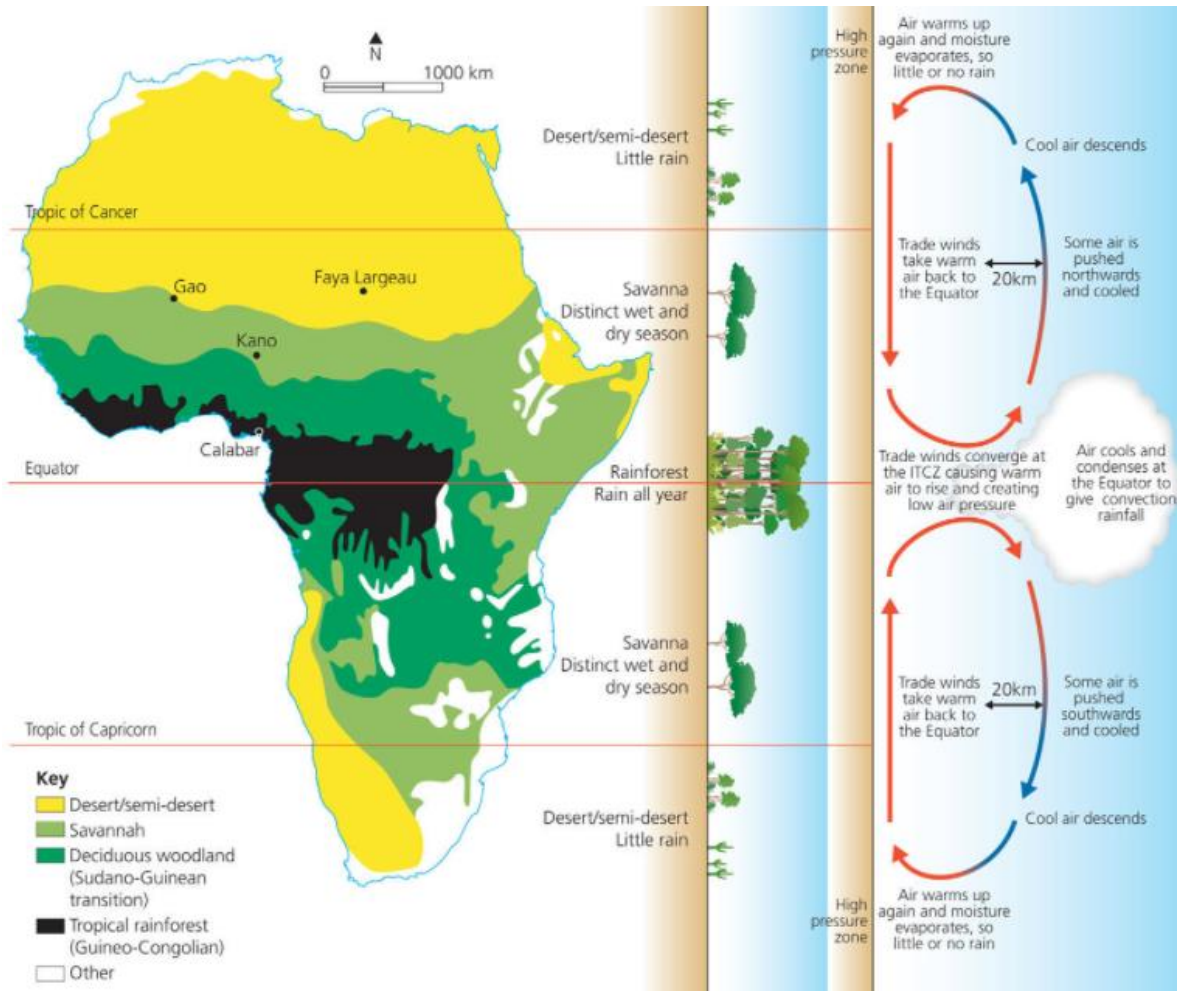 N
0 1000 km
Tropic of Cancer
Gao
Faya Largeau
Kano
Calabar
Equator
Tropic of Capricorn
Key
Desert/semi-desert
Savannah
Deciduous woodland
(Sudano-Guinean
transition)
Tropical rainforest
(Guineo-Congolian)
Other
Desert/semi-desert
Little rain
Savanna
Distinct wet and
dry season
Rainforest
Rain all year
Savanna
Distinct wet and
dry season
Desert/semi-desert
Little rain
High
pressure
zone
Air warms up
again and moisture
evaporates, so
little or no rain
Cool air descends
Trade winds
take warm
air back to
the Equator
20km
Some air is
pushed
northwards
and cooled
Trade winds converge at
the ITCZ causing warm
air to rise and creating
low air pressure
Air cools and
condenses at
the Equator to
give convection
rainfall
Trade winds
take warm
air back to
the Equator
20km
Some air is
pushed
southwards
and cooled
Cool air descends
High
pressure
zone
Air warms up
again and moisture
evaporates, so
little or no rain